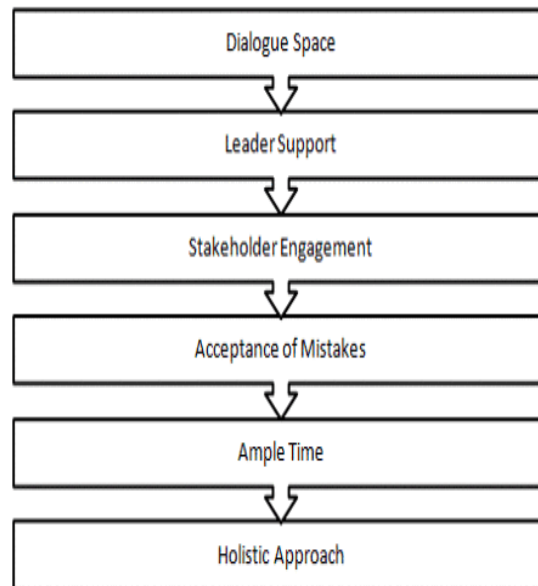 Dialogue Space
Leader Support
Stakeholder Engagement
Acceptance of Mistakes
Ample Time
Holistic Approach